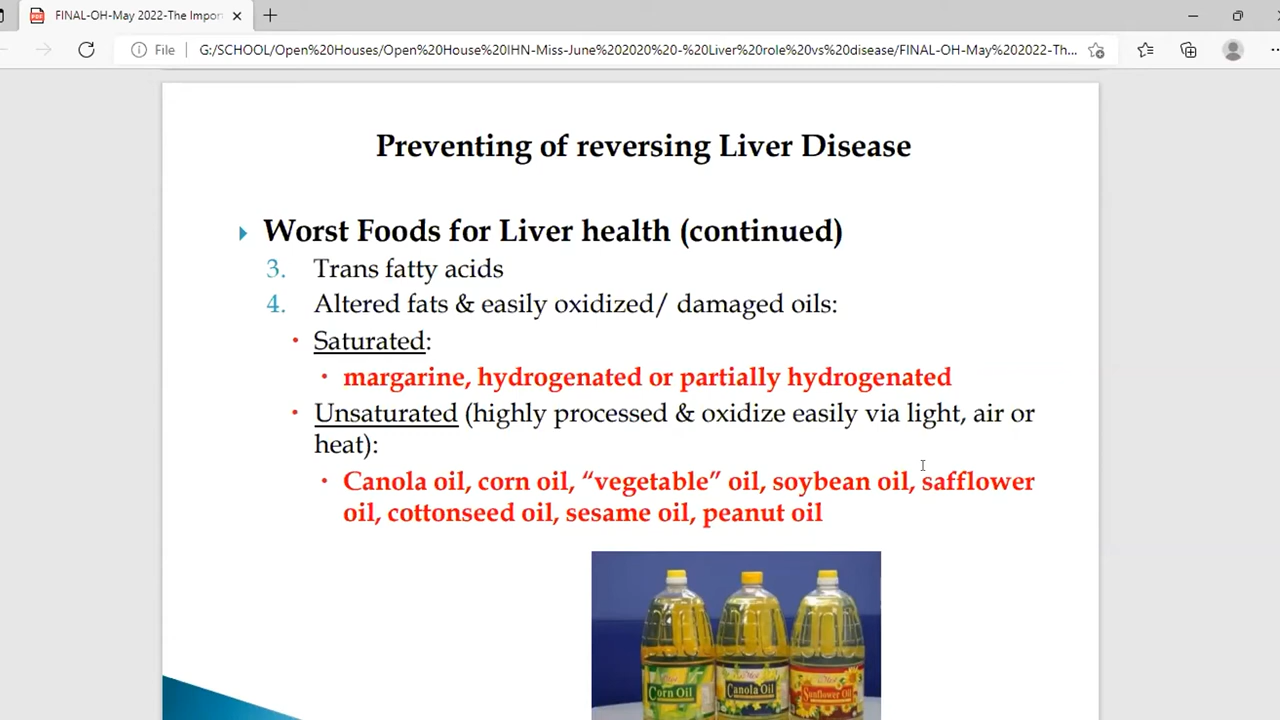 FINAL-OH-May 2022-The Impor
File G:/SCHOOL/Open%20Houses/Open%20House%20IHN-Miss-June%202020%20-%20Liver%20role%20vs%20disease/FINAL-OH-May%202022-Th...
Preventing of reversing Liver Disease
Worst Foods for Liver health (continued)
3. Trans fatty acids
4. Altered fats & easily oxidized/ damaged oils:
• Saturated:
• margarine, hydrogenated or partially hydrogenated
• Unsaturated (highly processed & oxidize easily via light, air or
heat):
• Canola oil, corn oil, “vegetable” oil, soybean oil, safflower
oil, cottonseed oil, sesame oil, peanut oil
Corn Oil
Canola Oil
Sunflower Oil